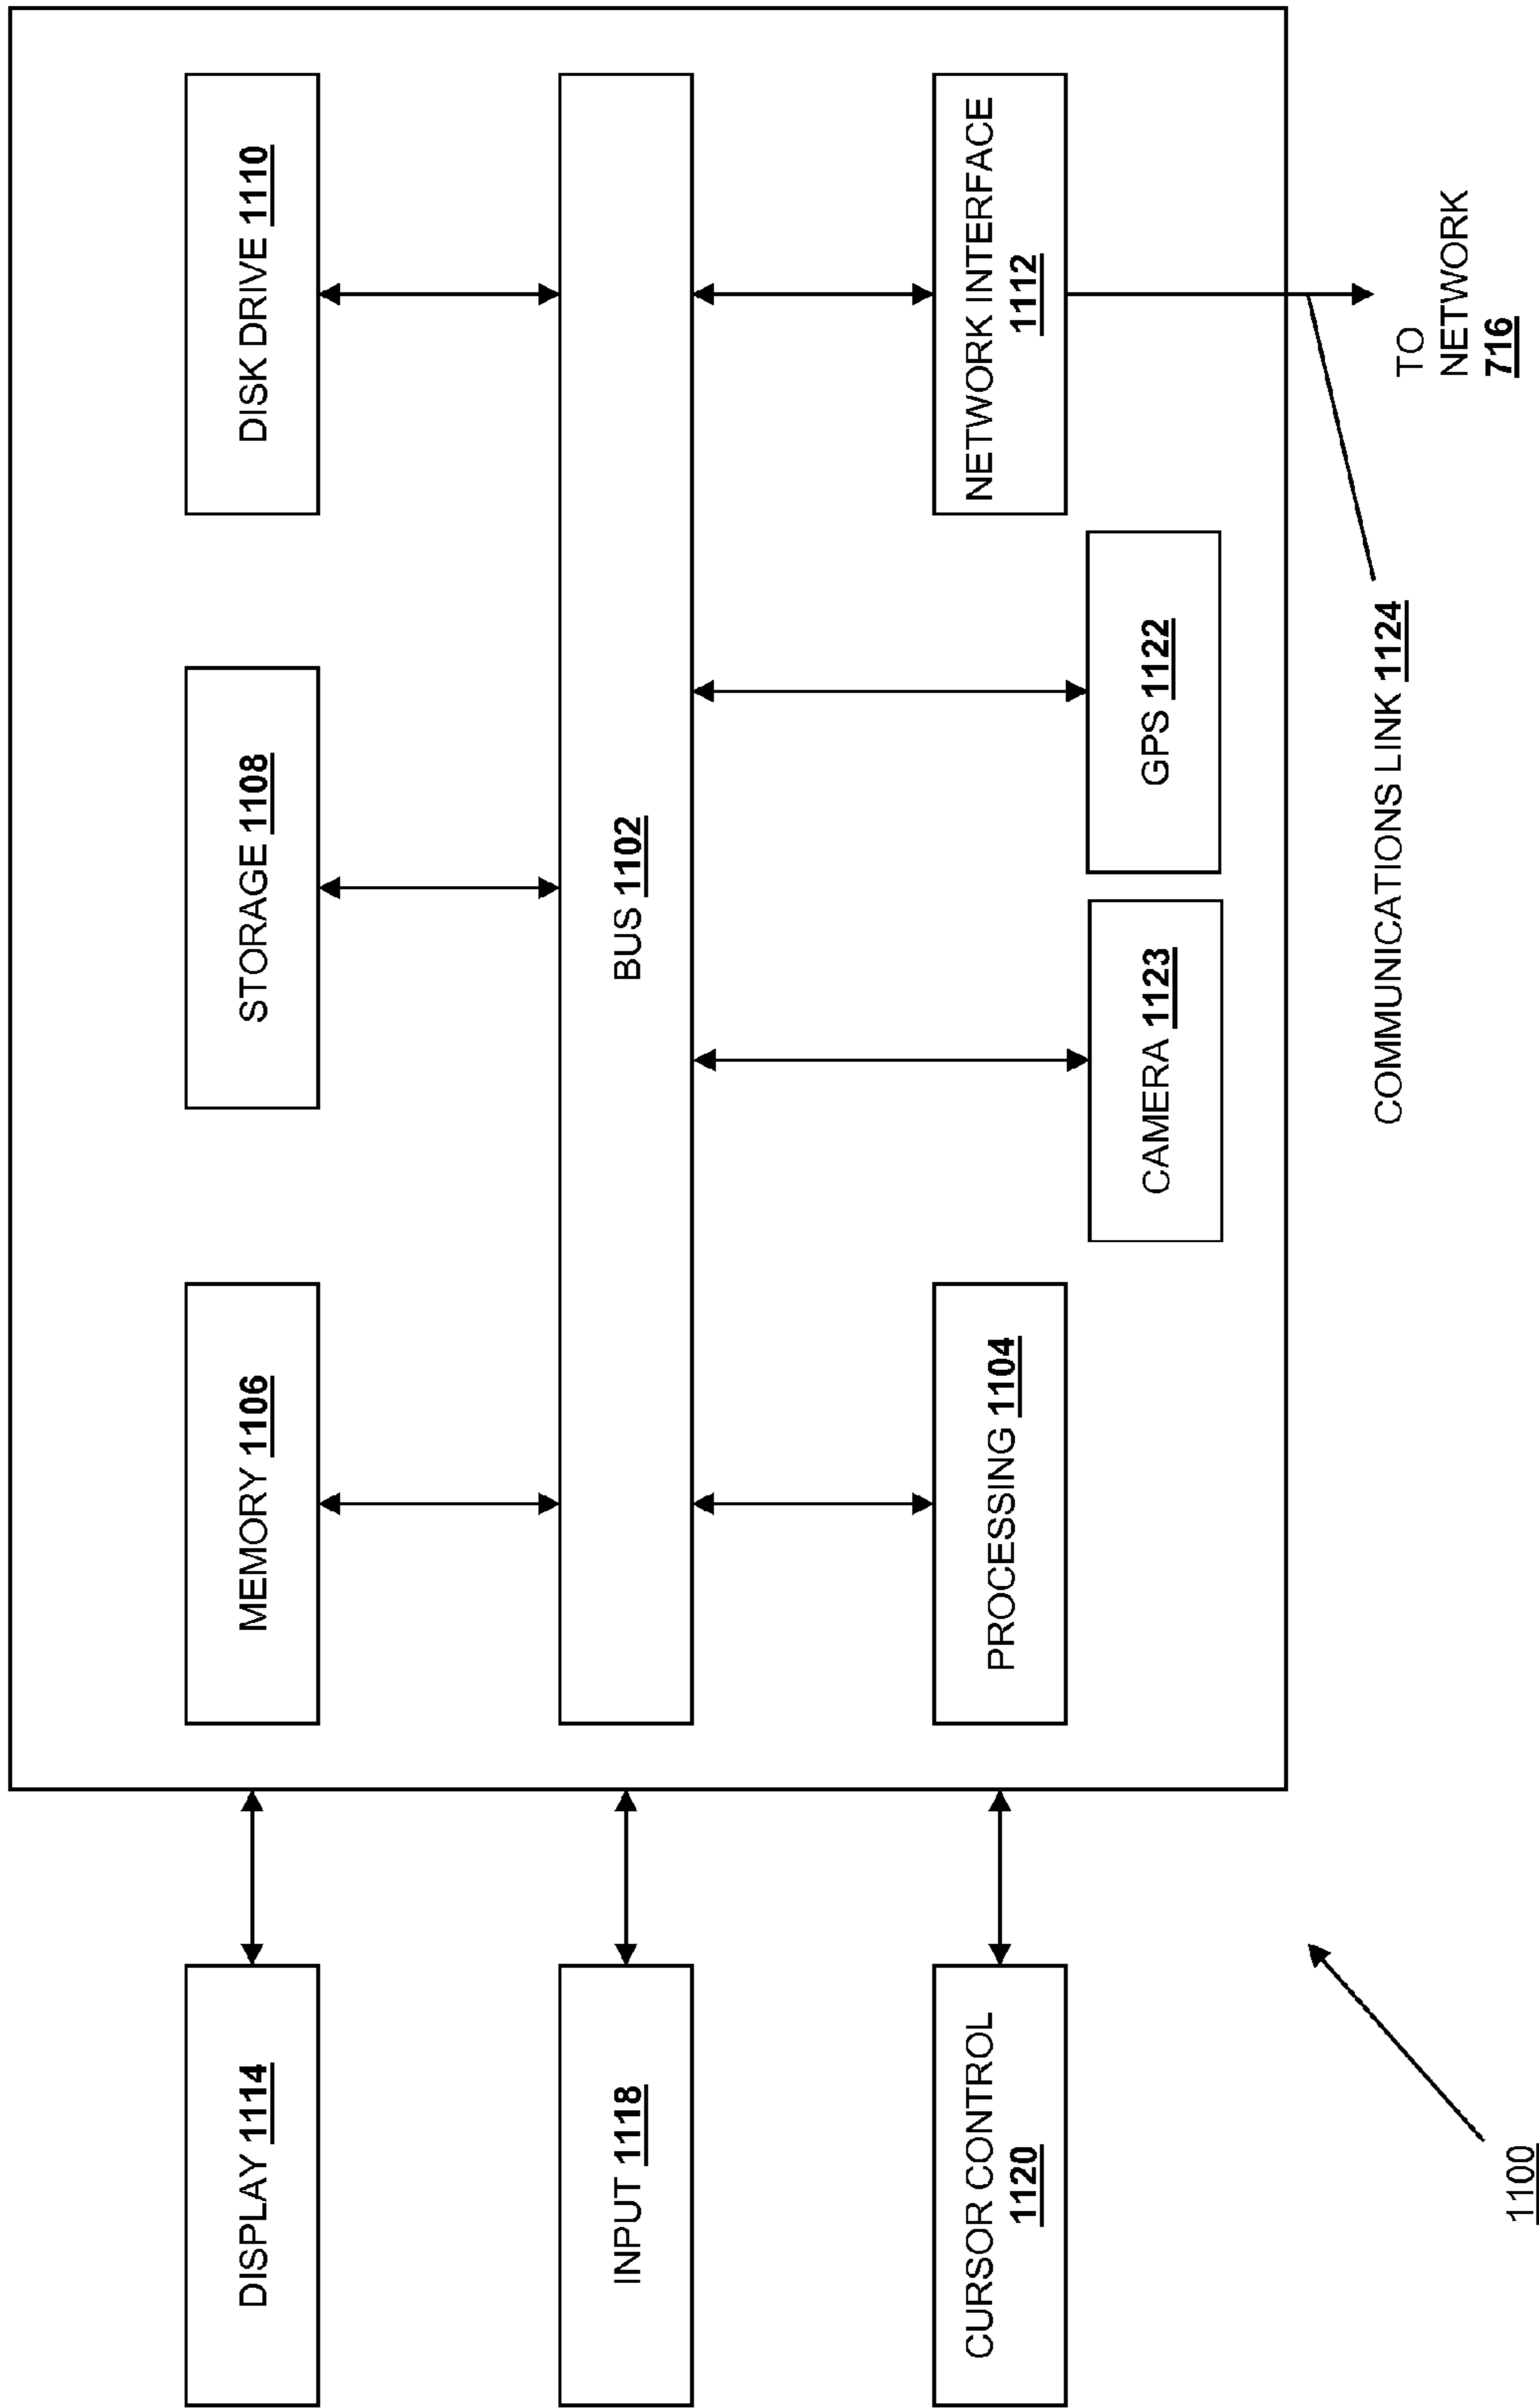 DISPLAY 1114
MEMORY 1106
STORAGE 1108
DISK DRIVE 1110
INPUT 1118
BUS 1102
CURSOR CONTROL
1120
PROCESSING 1104
NETWORK INTERFACE
1112
CAMERA 1123
GPS 1122
COMMUNICATIONS LINK 1124
TO
NETWORK
716
1100